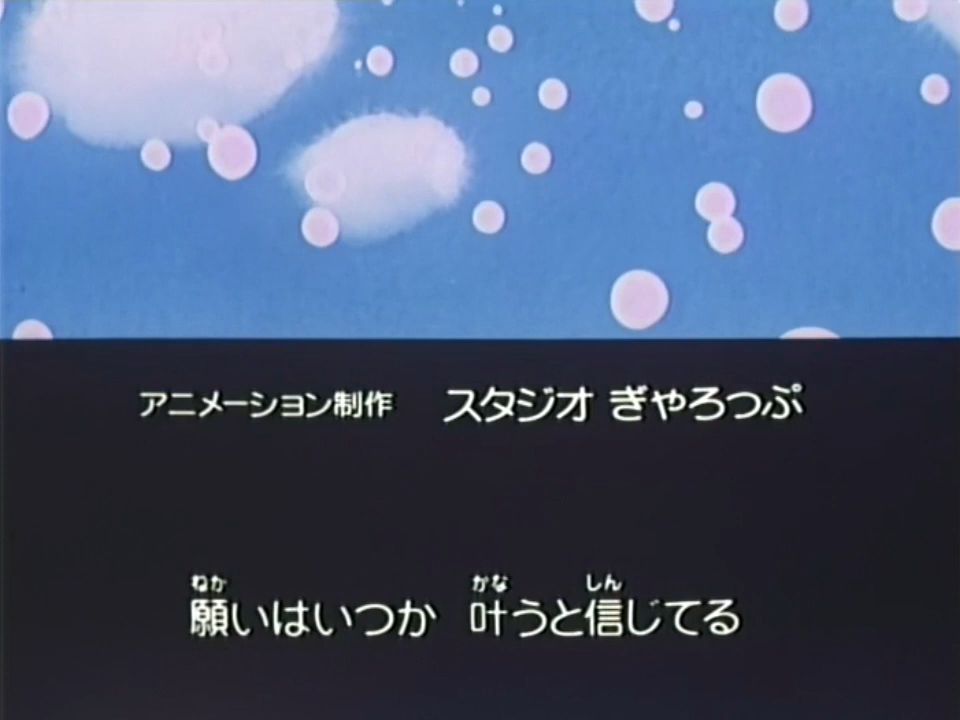 アニメーション制作 スタジオ ぎゃろっぷ
ねが かな しん
願いはいつか 叶うと信じてる